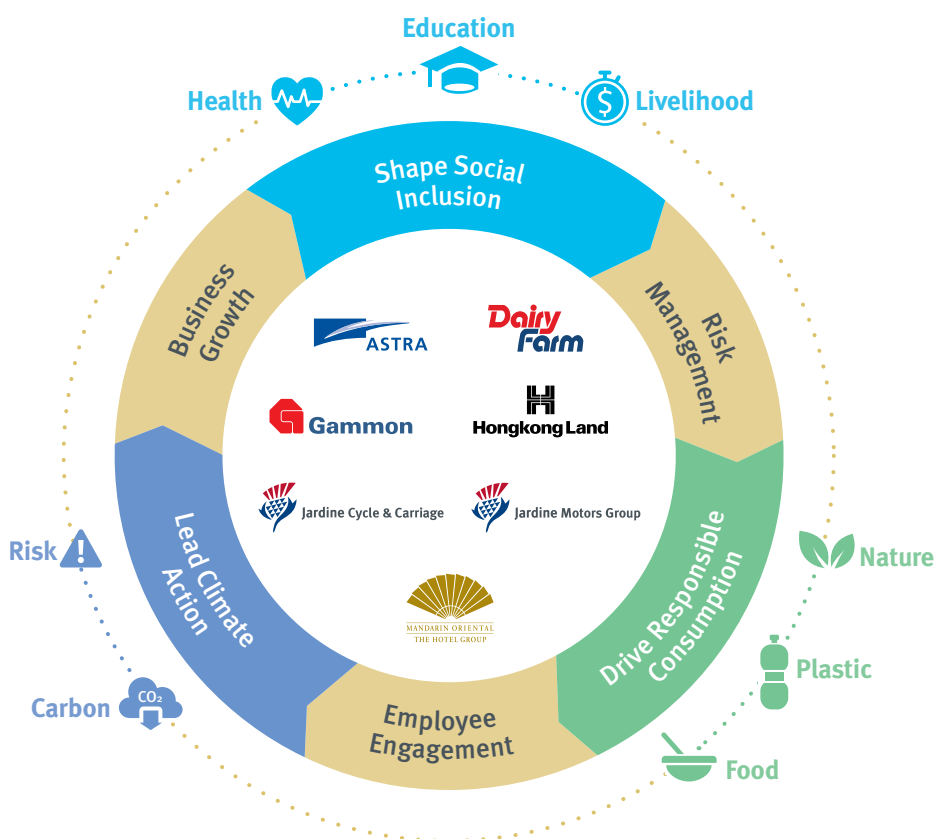 Education
Health
$
Livelihood
Shape Social
Inclusion
Business
Growth
Risk
Management
ASTRA
Dairy
Farm
Gammon
Hongkong Land
Jardine Cycle & Carriage
Jardine Motors Group
MANDARIN ORIENTAL
THE HOTEL GROUP
Lead Climate
Action
Drive Responsible
Consumption
Employee
Engagement
Risk
!
Nature
Carbon
CO₂
Plastic
Food